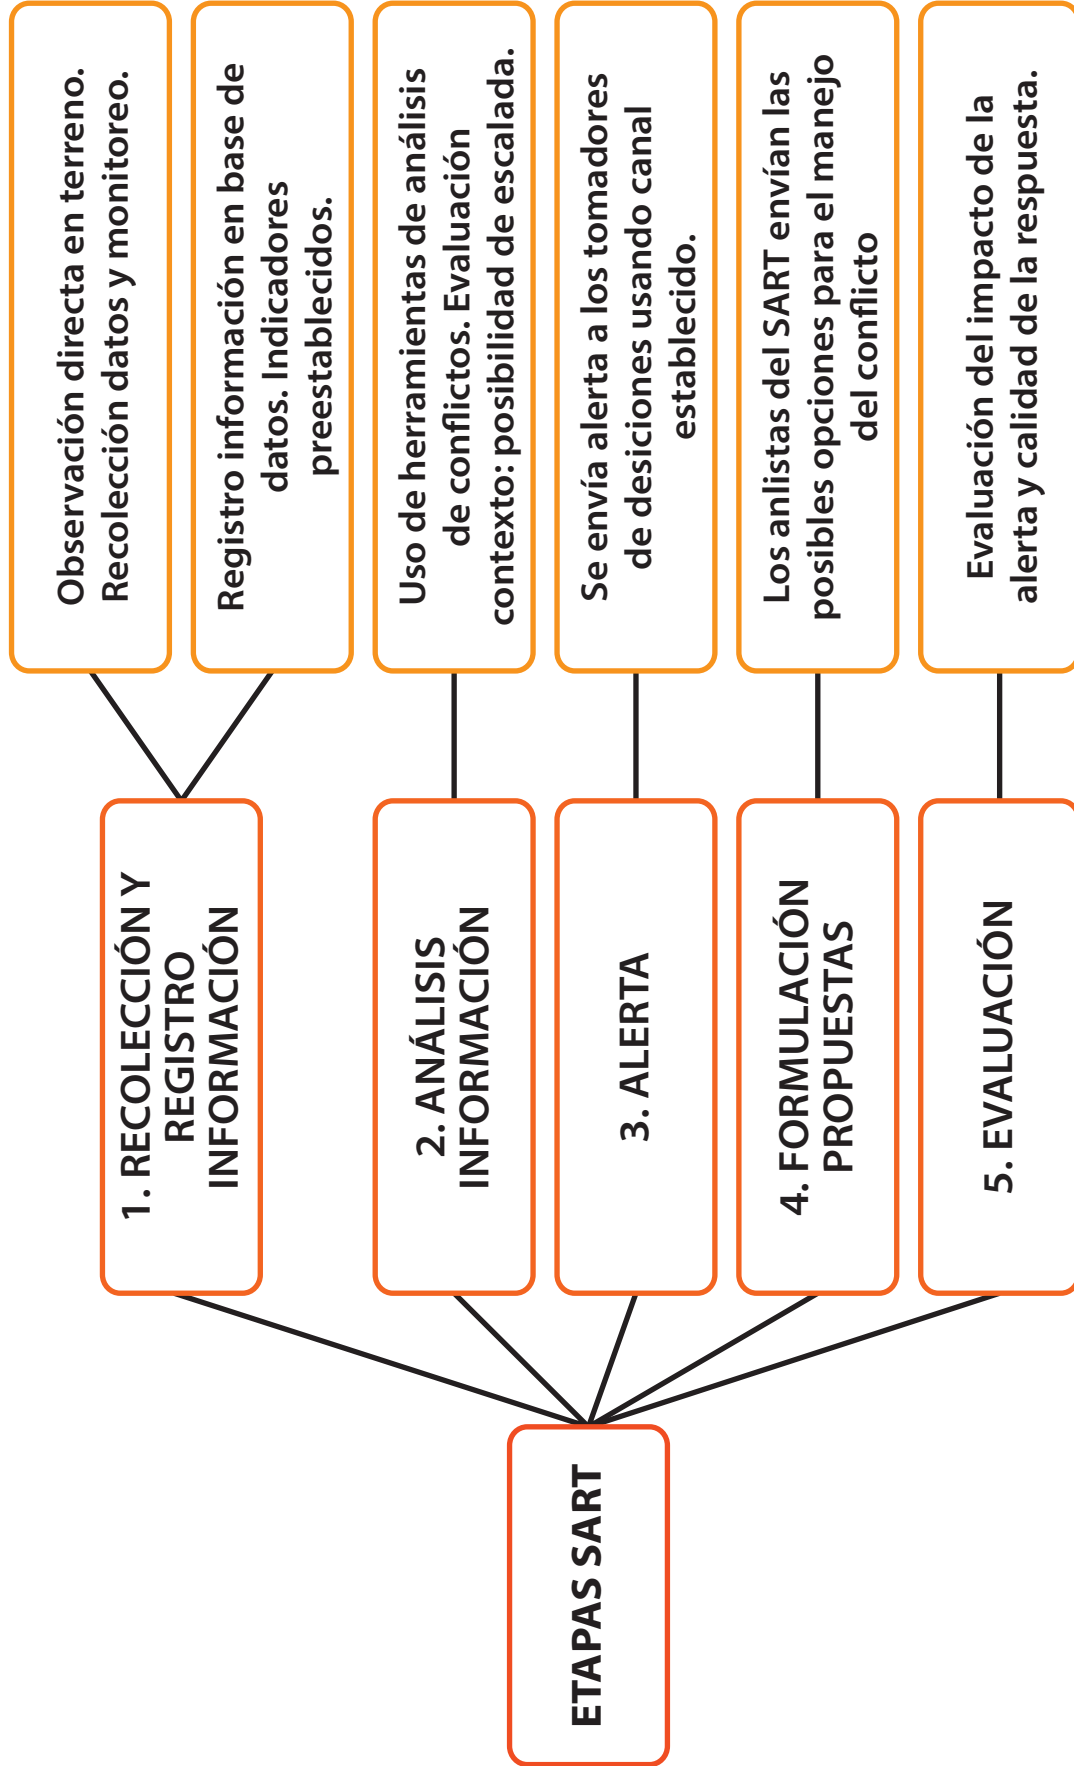 ETAPAS SART
1. RECOLECCIÓN Y
REGISTRO
INFORMACIÓN
Observación directa en terreno.
Recolección datos y monitoreo.
Registro información en base de
datos. Indicadores
preestablecidos.
2. ANÁLISIS
INFORMACIÓN
Uso de herramientas de análisis
de conflictos. Evaluación
contexto: posibilidad de escalada.
3. ALERTA
Se envía alerta a los tomadores
de desiciones usando canal
establecido.
4. FORMULACIÓN
PROPUESTAS
Los anlistas del SART envían las
posibles opciones para el manejo
del conflicto
5. EVALUACIÓN
Evaluación del impacto de la
alerta y calidad de la respuesta.